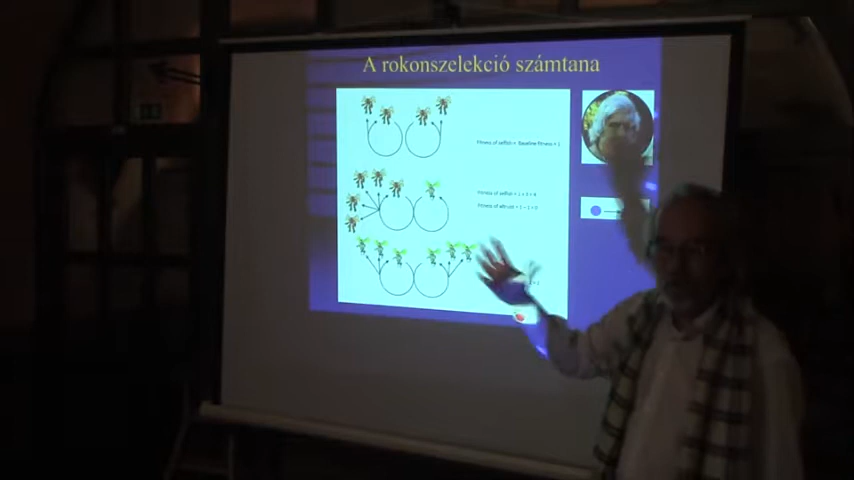 A rokonszelekció számtana
Fitness of selfish = Baseline fitness = 1
Fitness of selfish = 1 + 3 = 4
Fitness of altruist = 1 – 1 = 0